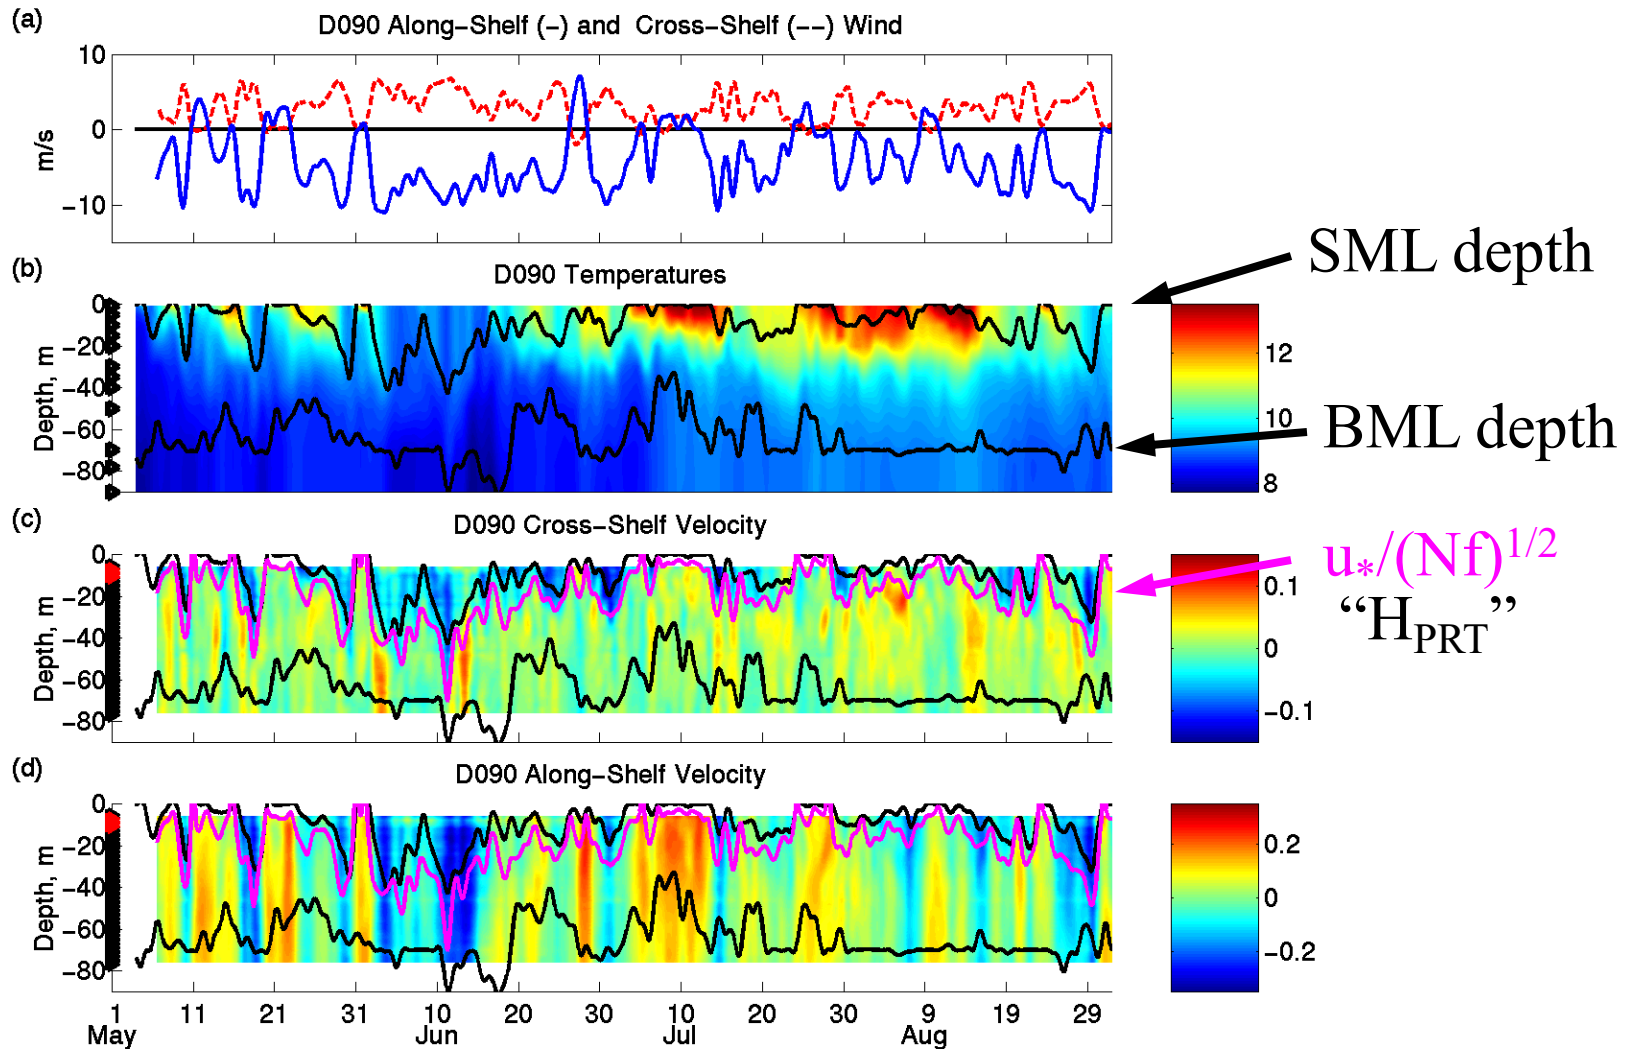 (a)
D090 Along-Shelf (-) and Cross-Shelf (--) Wind
10
0
-10
m/s
(b)
D090 Temperatures
0
-20
-40
-60
-80
Depth, m
12
10
8
SML depth
BML depth
(c)
D090 Cross-Shelf Velocity
0
-20
-40
-60
-80
Depth, m
0.1
0
-0.1
u*/(Nf)1/2
“HPRT”
(d)
D090 Along-Shelf Velocity
0
-20
-40
-60
-80
Depth, m
0.2
0
-0.2
1 11 21 31 10 20 30 10 20 30 9 19 29
May Jun Jul Aug